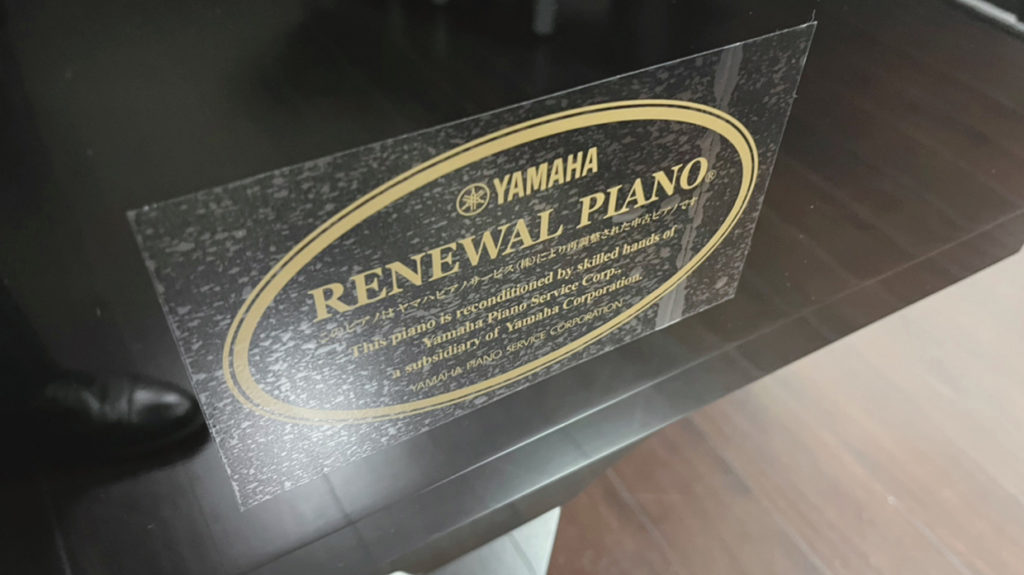 YAMAHA
RENEWAL PIANO®
このピアノは ヤマハピアノサービス(株)により再調整された中古ピアノです
This piano is reconditioned by skilled hands of
Yamaha Piano Service Corp.,
a subsidiary of Yamaha Corporation.
YAMAHA PIANO SERVICE CORPORATION